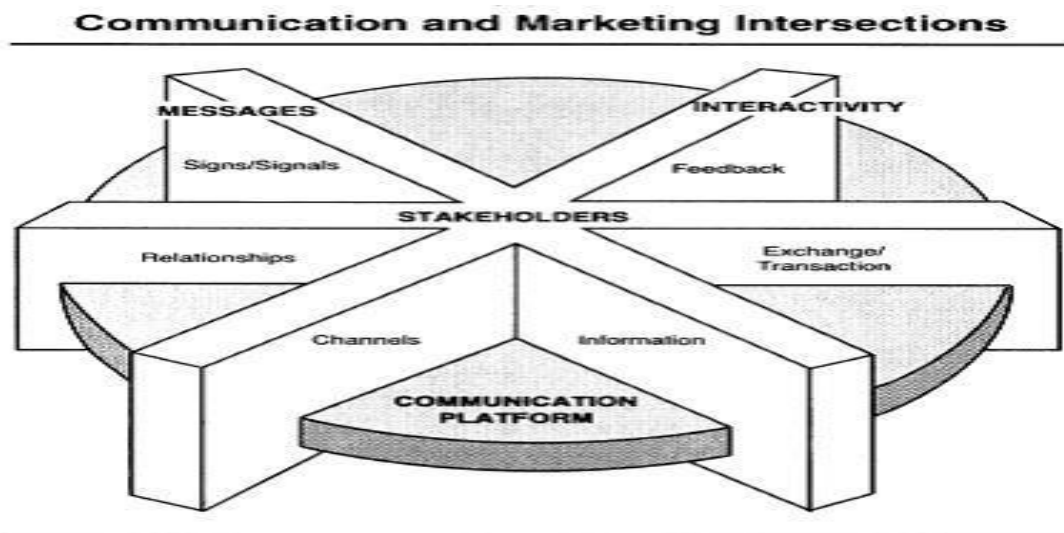 Communication and Marketing Intersections
MESSAGES
INTERACTIVITY
Signs/Signals
Feedback
STAKEHOLDERS
Relationships
Exchange/
Transaction
Channels
Information
COMMUNICATION
PLATFORM